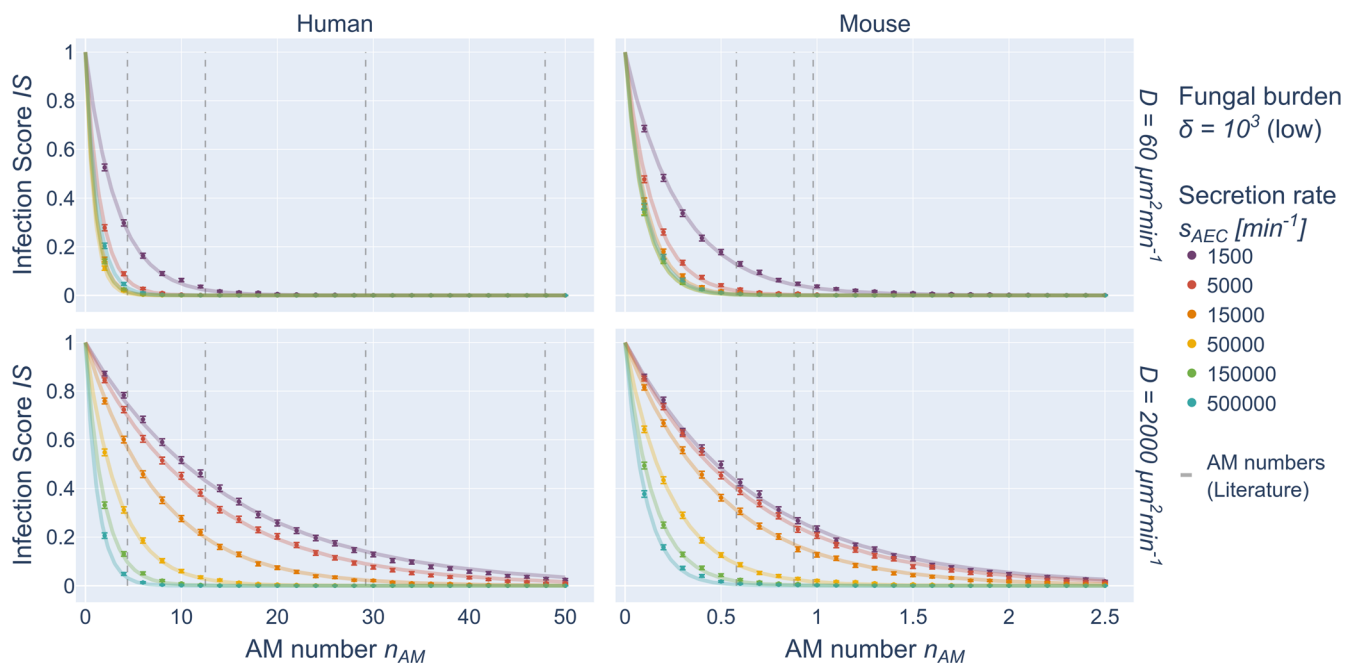 Human
Mouse
Infection Score IS
1
0.8
0.6
0.4
0.2
0
D = 60 μm²min⁻¹
Infection Score IS
1
0.8
0.6
0.4
0.2
0
D = 2000 μm²min⁻¹
0 10 20 30 40 50
0 0.5 1 1.5 2 2.5
AM number n_AM
AM number n_AM
Fungal burden
δ = 10³ (low)
Secretion rate
s_AEC [min⁻¹]
1500
5000
15000
50000
150000
500000
AM numbers
(Literature)